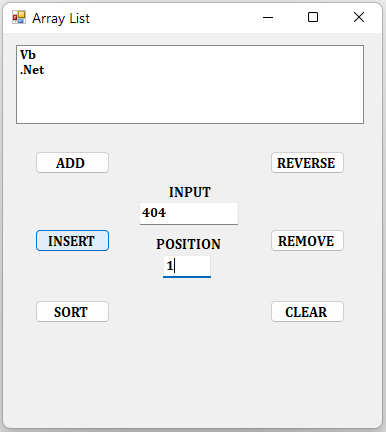 Array List
Vb
.Net
ADD
REVERSE
INPUT
404
INSERT
POSITION
REMOVE
1
SORT
CLEAR